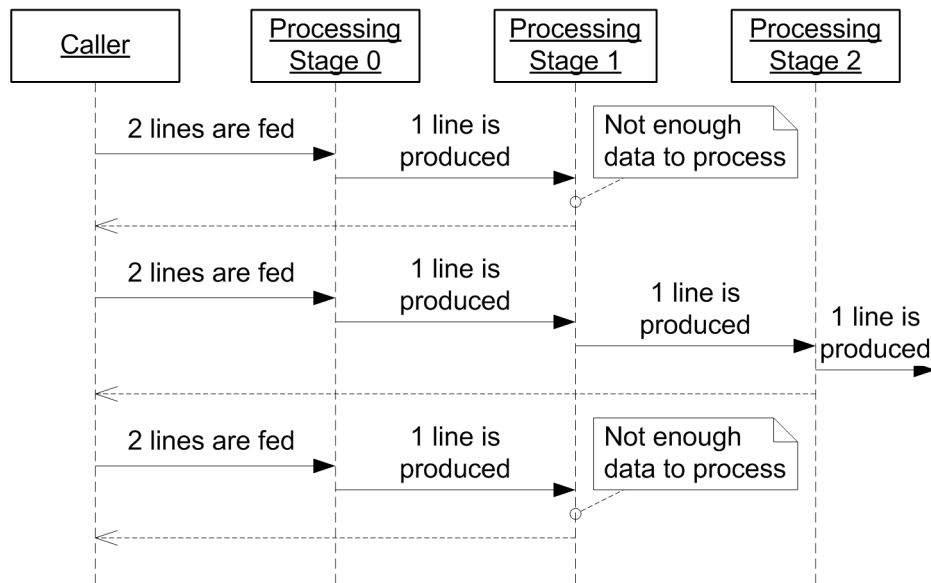 Caller
Processing
Stage 0
Processing
Stage 1
Processing
Stage 2
2 lines are fed
1 line is
produced
Not enough
data to process
2 lines are fed
1 line is
produced
1 line is
produced
1 line is
produced
2 lines are fed
1 line is
produced
Not enough
data to process